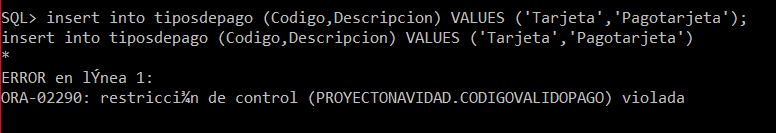 SQL> insert into tiposdepago (Codigo,Descripcion) VALUES ('Tarjeta','Pagotarjeta');
insert into tiposdepago (Codigo,Descripcion) VALUES ('Tarjeta','Pagotarjeta')
*
ERROR en lÝnea 1:
ORA-02290: restricci¾n de control (PROYECTONAVIDAD.CODIGOVALIDOPAGO) violada